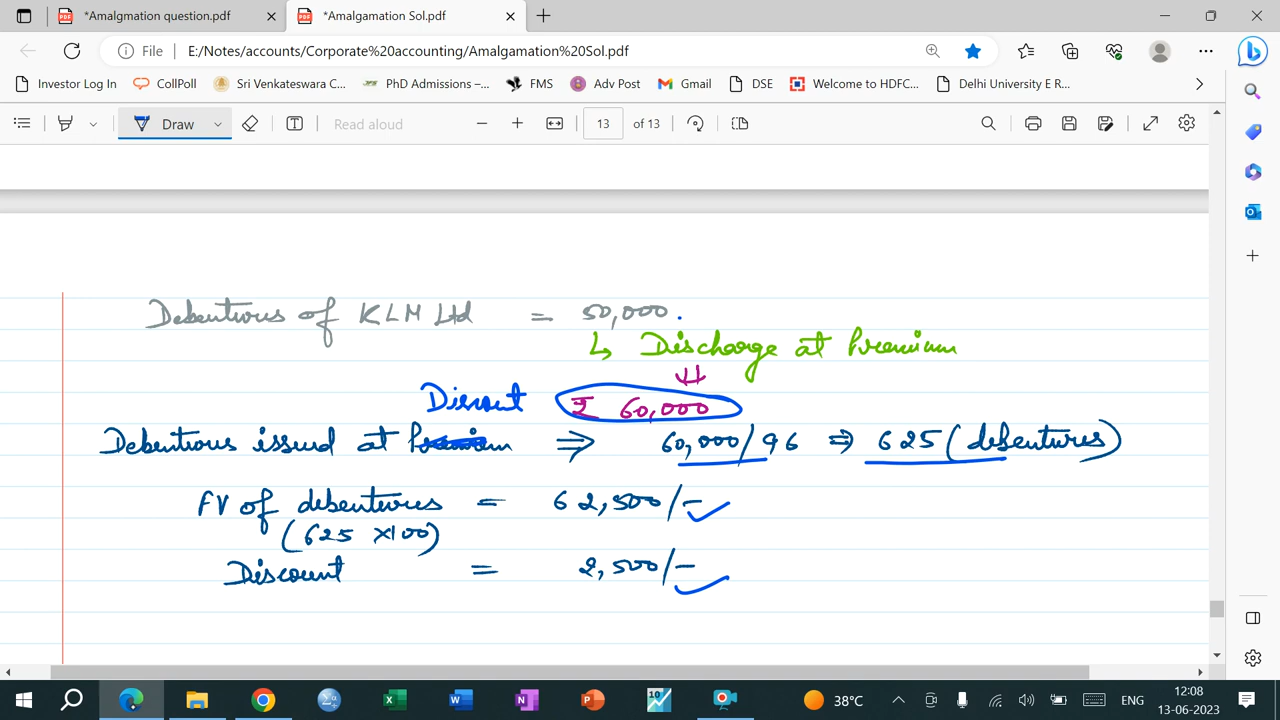 *Amalgamation question.pdf
*Amalgamation Sol.pdf
File
E:/Notes/accounts/Corporate%20accounting/Amalgamation%20Sol.pdf
Investor Log In
CollPoll
Sri Venkateswara C...
PhD Admissions –...
FMS
Adv Post
Gmail
DSE
Welcome to HDFC...
Delhi University E R...
Draw
Read aloud
13
of 13
Debentures of KLM Ltd = 50,000.
↳ Discharge at Premium
Discount ₹ 60,000
Debentures issued at Premium ⇒ 60,000/96 ⇒ 625 (debentures)
FV of debentures = 62,500/-
(625 ×100)
Discount = 2,500/-
38°C
ENG
12:08
13-06-2023